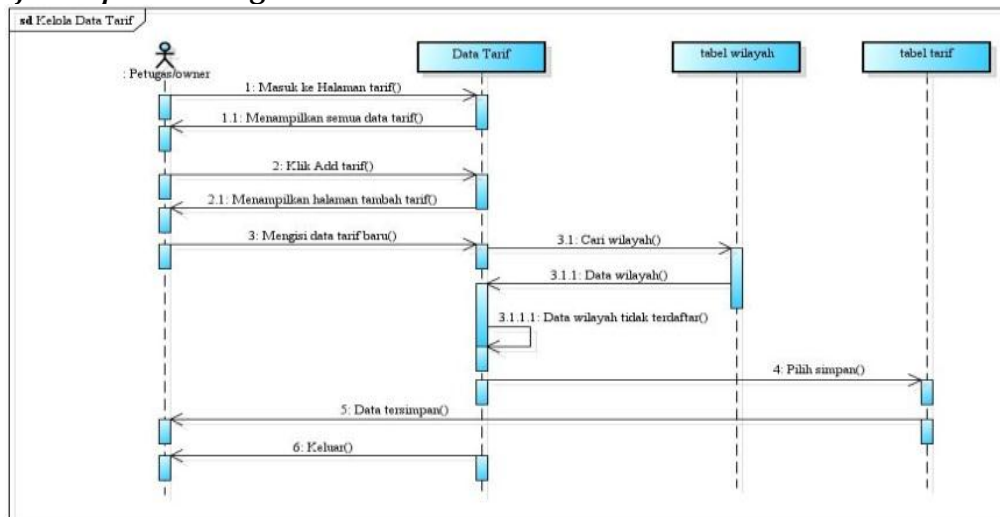 sd Kelola Data Tarif
: Petugas/owner
Data Tarif
tabel wilayah
tabel tarif
1: Masuk ke Halaman tarif()
1.1: Menampilkan semua data tarif()
2: Klik Add tarif()
2.1: Menampilkan halaman tambah tarif()
3: Mengisi data tarif baru()
3.1: Cari wilayah()
3.1.1: Data wilayah()
3.1.1.1: Data wilayah tidak terdaftar()
4: Pilih simpan()
5: Data tersimpan()
6: Keluar()